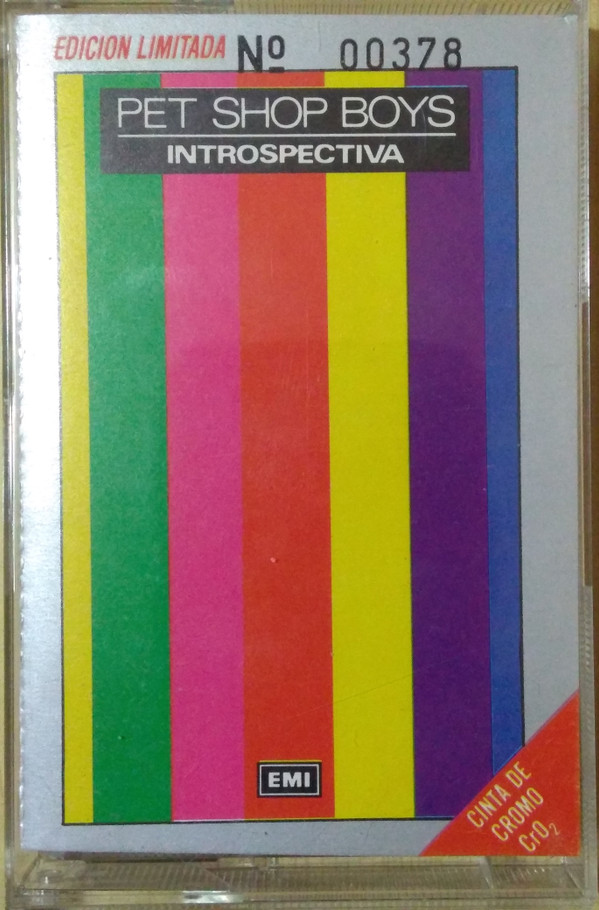 EDICION LIMITADA Nº 00378
PET SHOP BOYS
INTROSPECTIVA
EMI
CINTA DE
CROMO
CrO₂